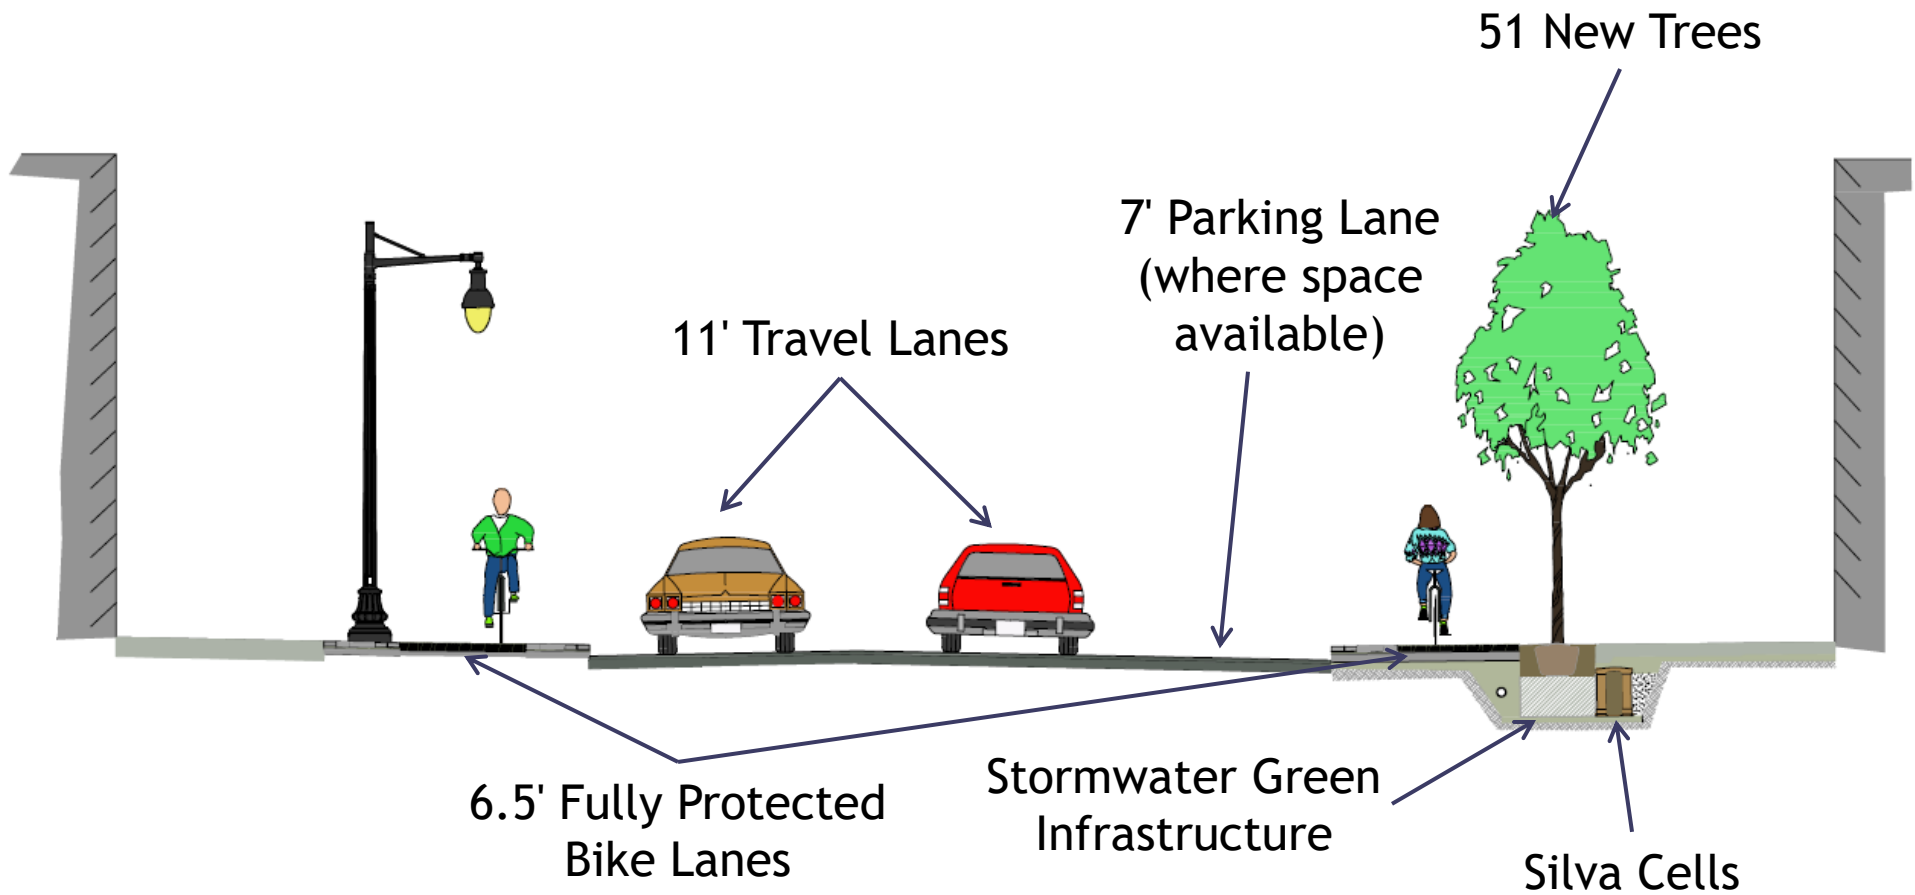 51 New Trees
7' Parking Lane
(where space
available)
11' Travel Lanes
6.5' Fully Protected
Bike Lanes
Stormwater Green
Infrastructure
Silva Cells